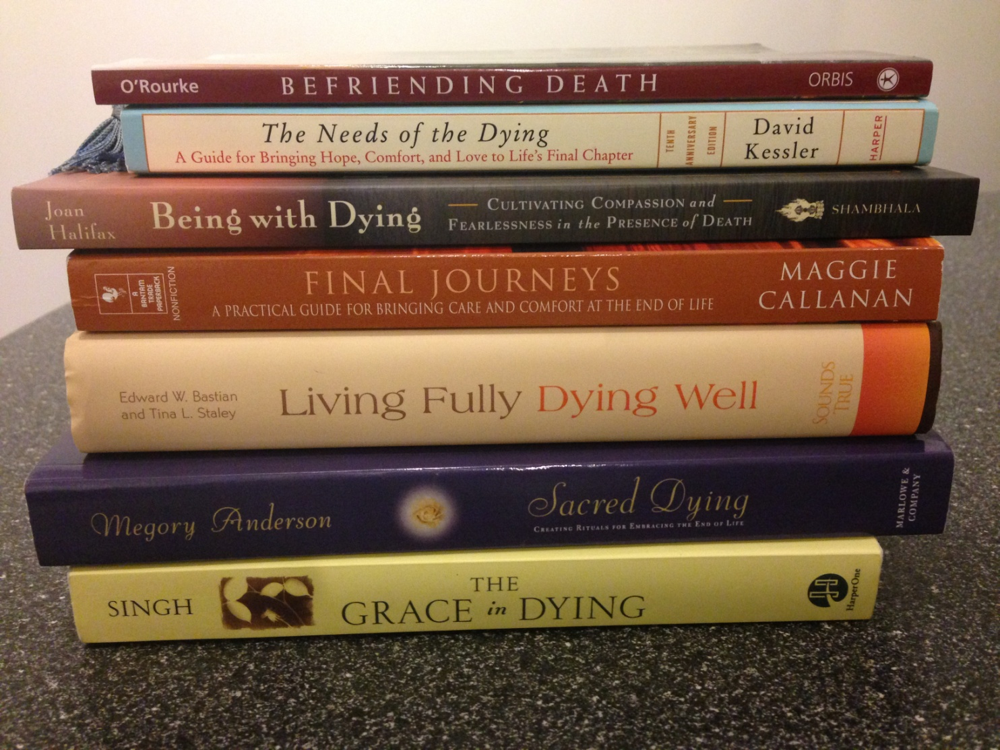 O'Rourke BEFRIENDING DEATH ORBIS
The Needs of the Dying
A Guide for Bringing Hope, Comfort, and Love to Life's Final Chapter
TENTH
ANNIVERSARY
EDITION
David
Kessler
HARPER
Joan
Halifax
Being with Dying
CULTIVATING COMPASSION and
FEARLESSNESS in the PRESENCE of DEATH
SHAMBHALA
A
BANTAM
TRADE
PAPERBACK
NONFICTION
FINAL JOURNEYS
A PRACTICAL GUIDE FOR BRINGING CARE AND COMFORT AT THE END OF LIFE
MAGGIE
CALLANAN
Edward W. Bastian
and Tina L. Staley
Living Fully Dying Well
SOUNDS
TRUE
Megory Anderson
Sacred Dying
CREATING RITUALS FOR EMBRACING THE END OF LIFE
MARLOWE &
COMPANY
SINGH
THE
GRACE in DYING
HarperOne